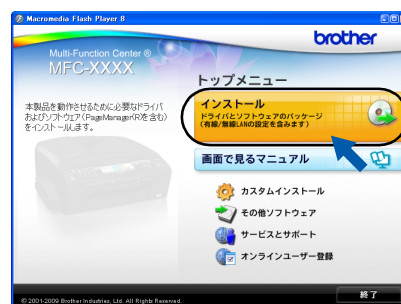 Macromedia Flash Player 8
brother
Multi-Function Center ®
MFC-XXXX
トップメニュー
本製品を動作させるために必要なドライバ
およびソフトウェア(PageManager(R)を含む)
をインストールします。
インストール
ドライバとソフトウェアのパッケージ
(有線/無線LANの設定を含みます)
画面で見るマニュアル
カスタムインストール
その他ソフトウェア
サービスとサポート
オンラインユーザー登録
© 2001-2009 Brother Industries, Ltd. All Rights Reserved.
終了